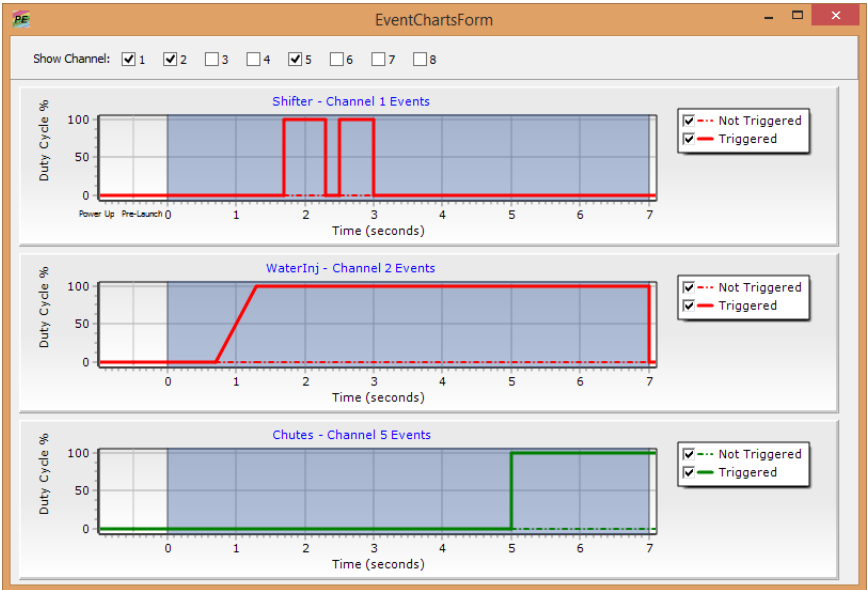 PE EventChartsForm
Show Channel: 1 2 3 4 5 6 7 8
Shifter - Channel 1 Events
Duty Cycle %
100
50
0
Power Up Pre-Launch 0 1 2 3 4 5 6 7
Time (seconds)
Not Triggered
Triggered
WaterInj - Channel 2 Events
Duty Cycle %
100
50
0
0 1 2 3 4 5 6 7
Time (seconds)
Not Triggered
Triggered
Chutes - Channel 5 Events
Duty Cycle %
100
50
0
0 1 2 3 4 5 6 7
Time (seconds)
Not Triggered
Triggered